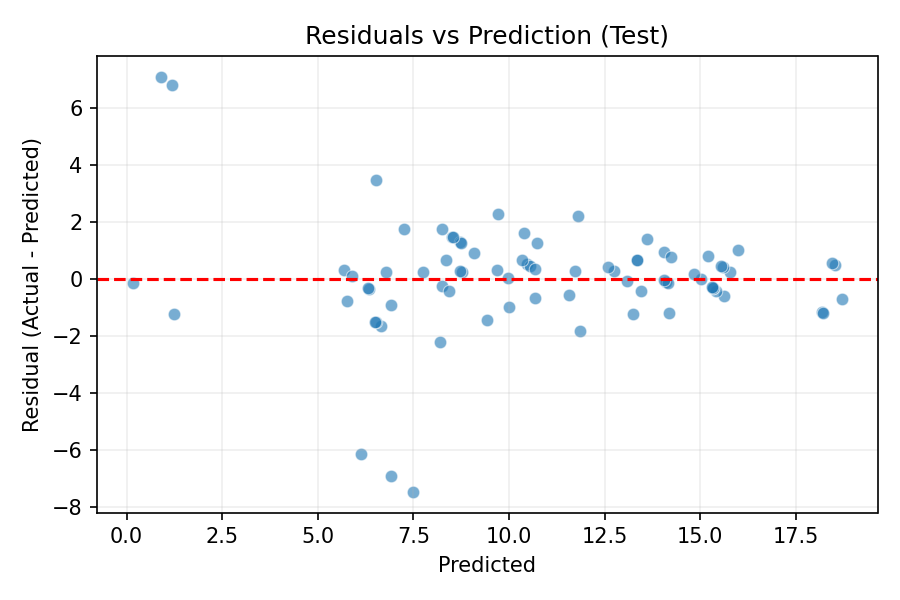 Residuals vs Prediction (Test)
Residual (Actual - Predicted)
6
4
2
0
−2
−4
−6
−8
0.0 2.5 5.0 7.5 10.0 12.5 15.0 17.5
Predicted